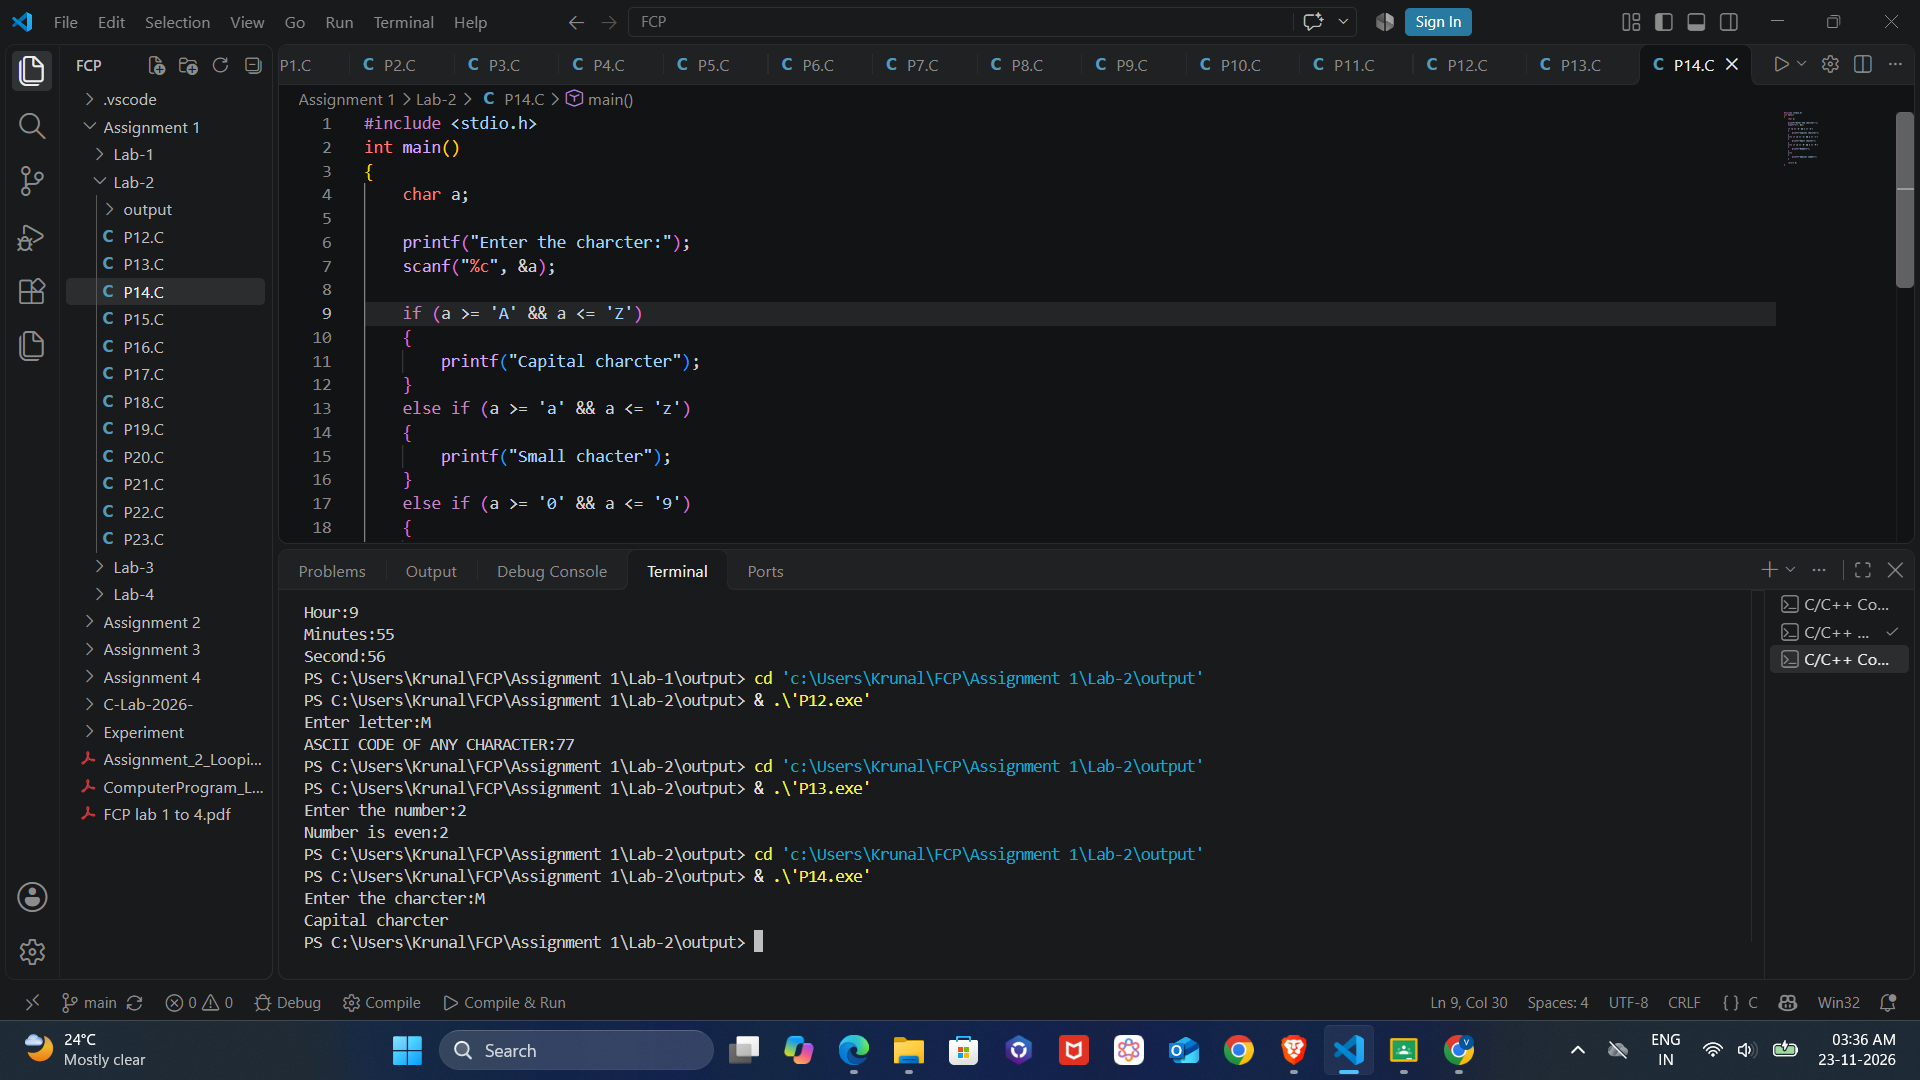 File Edit Selection View Go Run Terminal Help
FCP
Sign In
FCP
P1.C P2.C P3.C P4.C P5.C P6.C P7.C P8.C P9.C P10.C P11.C P12.C P13.C P14.C
Assignment 1 > Lab-2 > C P14.C > main()
.vscode
Assignment 1
Lab-1
Lab-2
output
P12.C
P13.C
P14.C
P15.C
P16.C
P17.C
P18.C
P19.C
P20.C
P21.C
P22.C
P23.C
Lab-3
Lab-4
Assignment 2
Assignment 3
Assignment 4
C-Lab-2026-
Experiment
Assignment_2_Loopi...
ComputerProgram_L...
FCP lab 1 to 4.pdf
1 #include <stdio.h>
2 int main()
3 {
4 char a;
5
6 printf("Enter the charcter:");
7 scanf("%c", &a);
8
9 if (a >= 'A' && a <= 'Z')
10 {
11 printf("Capital charcter");
12 }
13 else if (a >= 'a' && a <= 'z')
14 {
15 printf("Small chacter");
16 }
17 else if (a >= '0' && a <= '9')
18 {
Problems Output Debug Console Terminal Ports
Hour:9
Minutes:55
Second:56
PS C:\Users\Krunal\FCP\Assignment 1\Lab-1\output> cd 'c:\Users\Krunal\FCP\Assignment 1\Lab-2\output'
PS C:\Users\Krunal\FCP\Assignment 1\Lab-2\output> & .\'P12.exe'
Enter letter:M
ASCII CODE OF ANY CHARACTER:77
PS C:\Users\Krunal\FCP\Assignment 1\Lab-2\output> cd 'c:\Users\Krunal\FCP\Assignment 1\Lab-2\output'
PS C:\Users\Krunal\FCP\Assignment 1\Lab-2\output> & .\'P13.exe'
Enter the number:2
Number is even:2
PS C:\Users\Krunal\FCP\Assignment 1\Lab-2\output> cd 'c:\Users\Krunal\FCP\Assignment 1\Lab-2\output'
PS C:\Users\Krunal\FCP\Assignment 1\Lab-2\output> & .\'P14.exe'
Enter the charcter:M
Capital charcter
PS C:\Users\Krunal\FCP\Assignment 1\Lab-2\output>
C/C++ Co...
C/C++ ...
C/C++ Co...
main 0 0 Debug Compile Compile & Run
Ln 9, Col 30 Spaces: 4 UTF-8 CRLF {} C Win32
24°C
Mostly clear
Search
ENG
IN
03:36 AM
23-11-2026